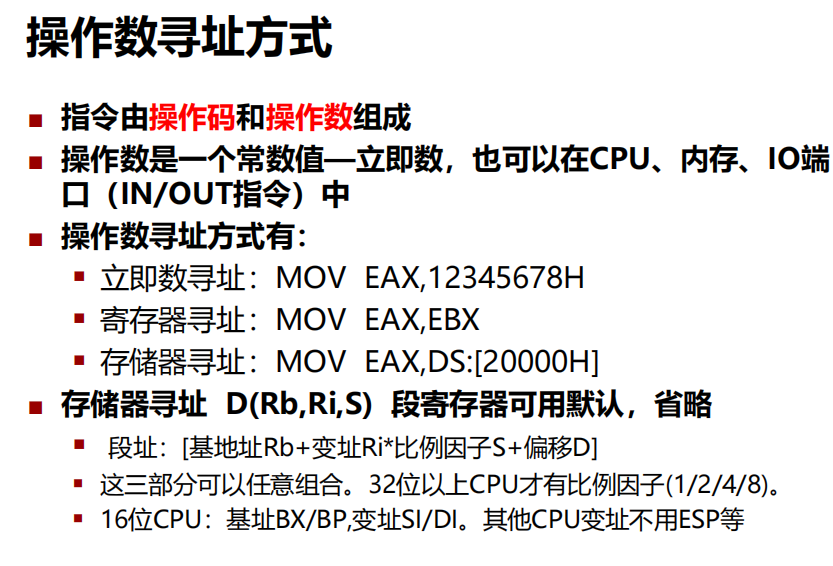 操作数寻址方式
指令由操作码和操作数组成
操作数是一个常数值—立即数，也可以在CPU、内存、IO端
口（IN/OUT指令）中
操作数寻址方式有：
立即数寻址：MOV EAX,12345678H
寄存器寻址：MOV EAX,EBX
存储器寻址：MOV EAX,DS:[20000H]
存储器寻址 D(Rb,Ri,S) 段寄存器可用默认，省略
段址：[基地址Rb+变址Ri*比例因子S+偏移D]
这三部分可以任意组合。32位以上CPU才有比例因子(1/2/4/8)。
16位CPU：基址BX/BP,变址SI/DI。其他CPU变址不用ESP等